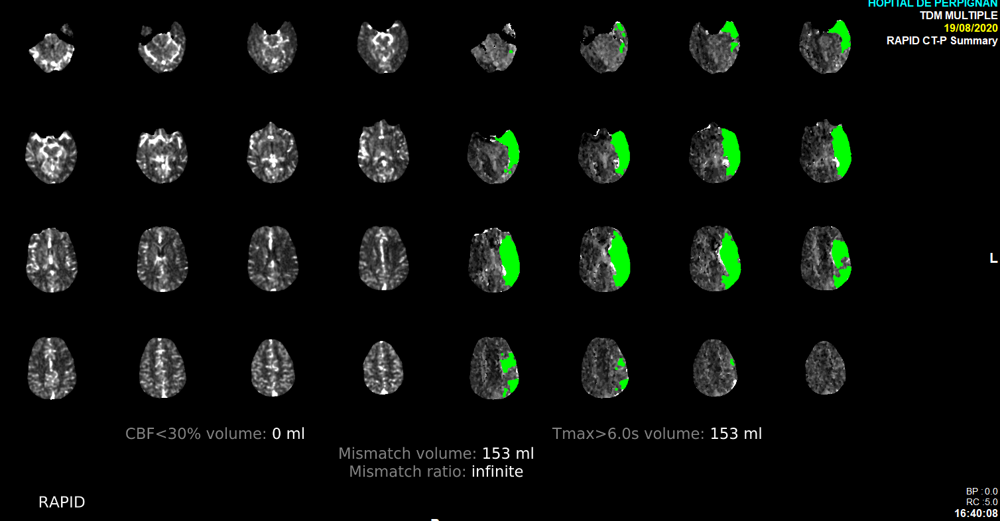 HOPITAL DE PERPIGNAN
TDM MULTIPLE
19/08/2020
RAPID CT-P Summary
L
CBF<30% volume: 0 ml
Tmax>6.0s volume: 153 ml
Mismatch volume: 153 ml
Mismatch ratio: infinite
RAPID
BP : 0.0
RC :5.0
16:40:08